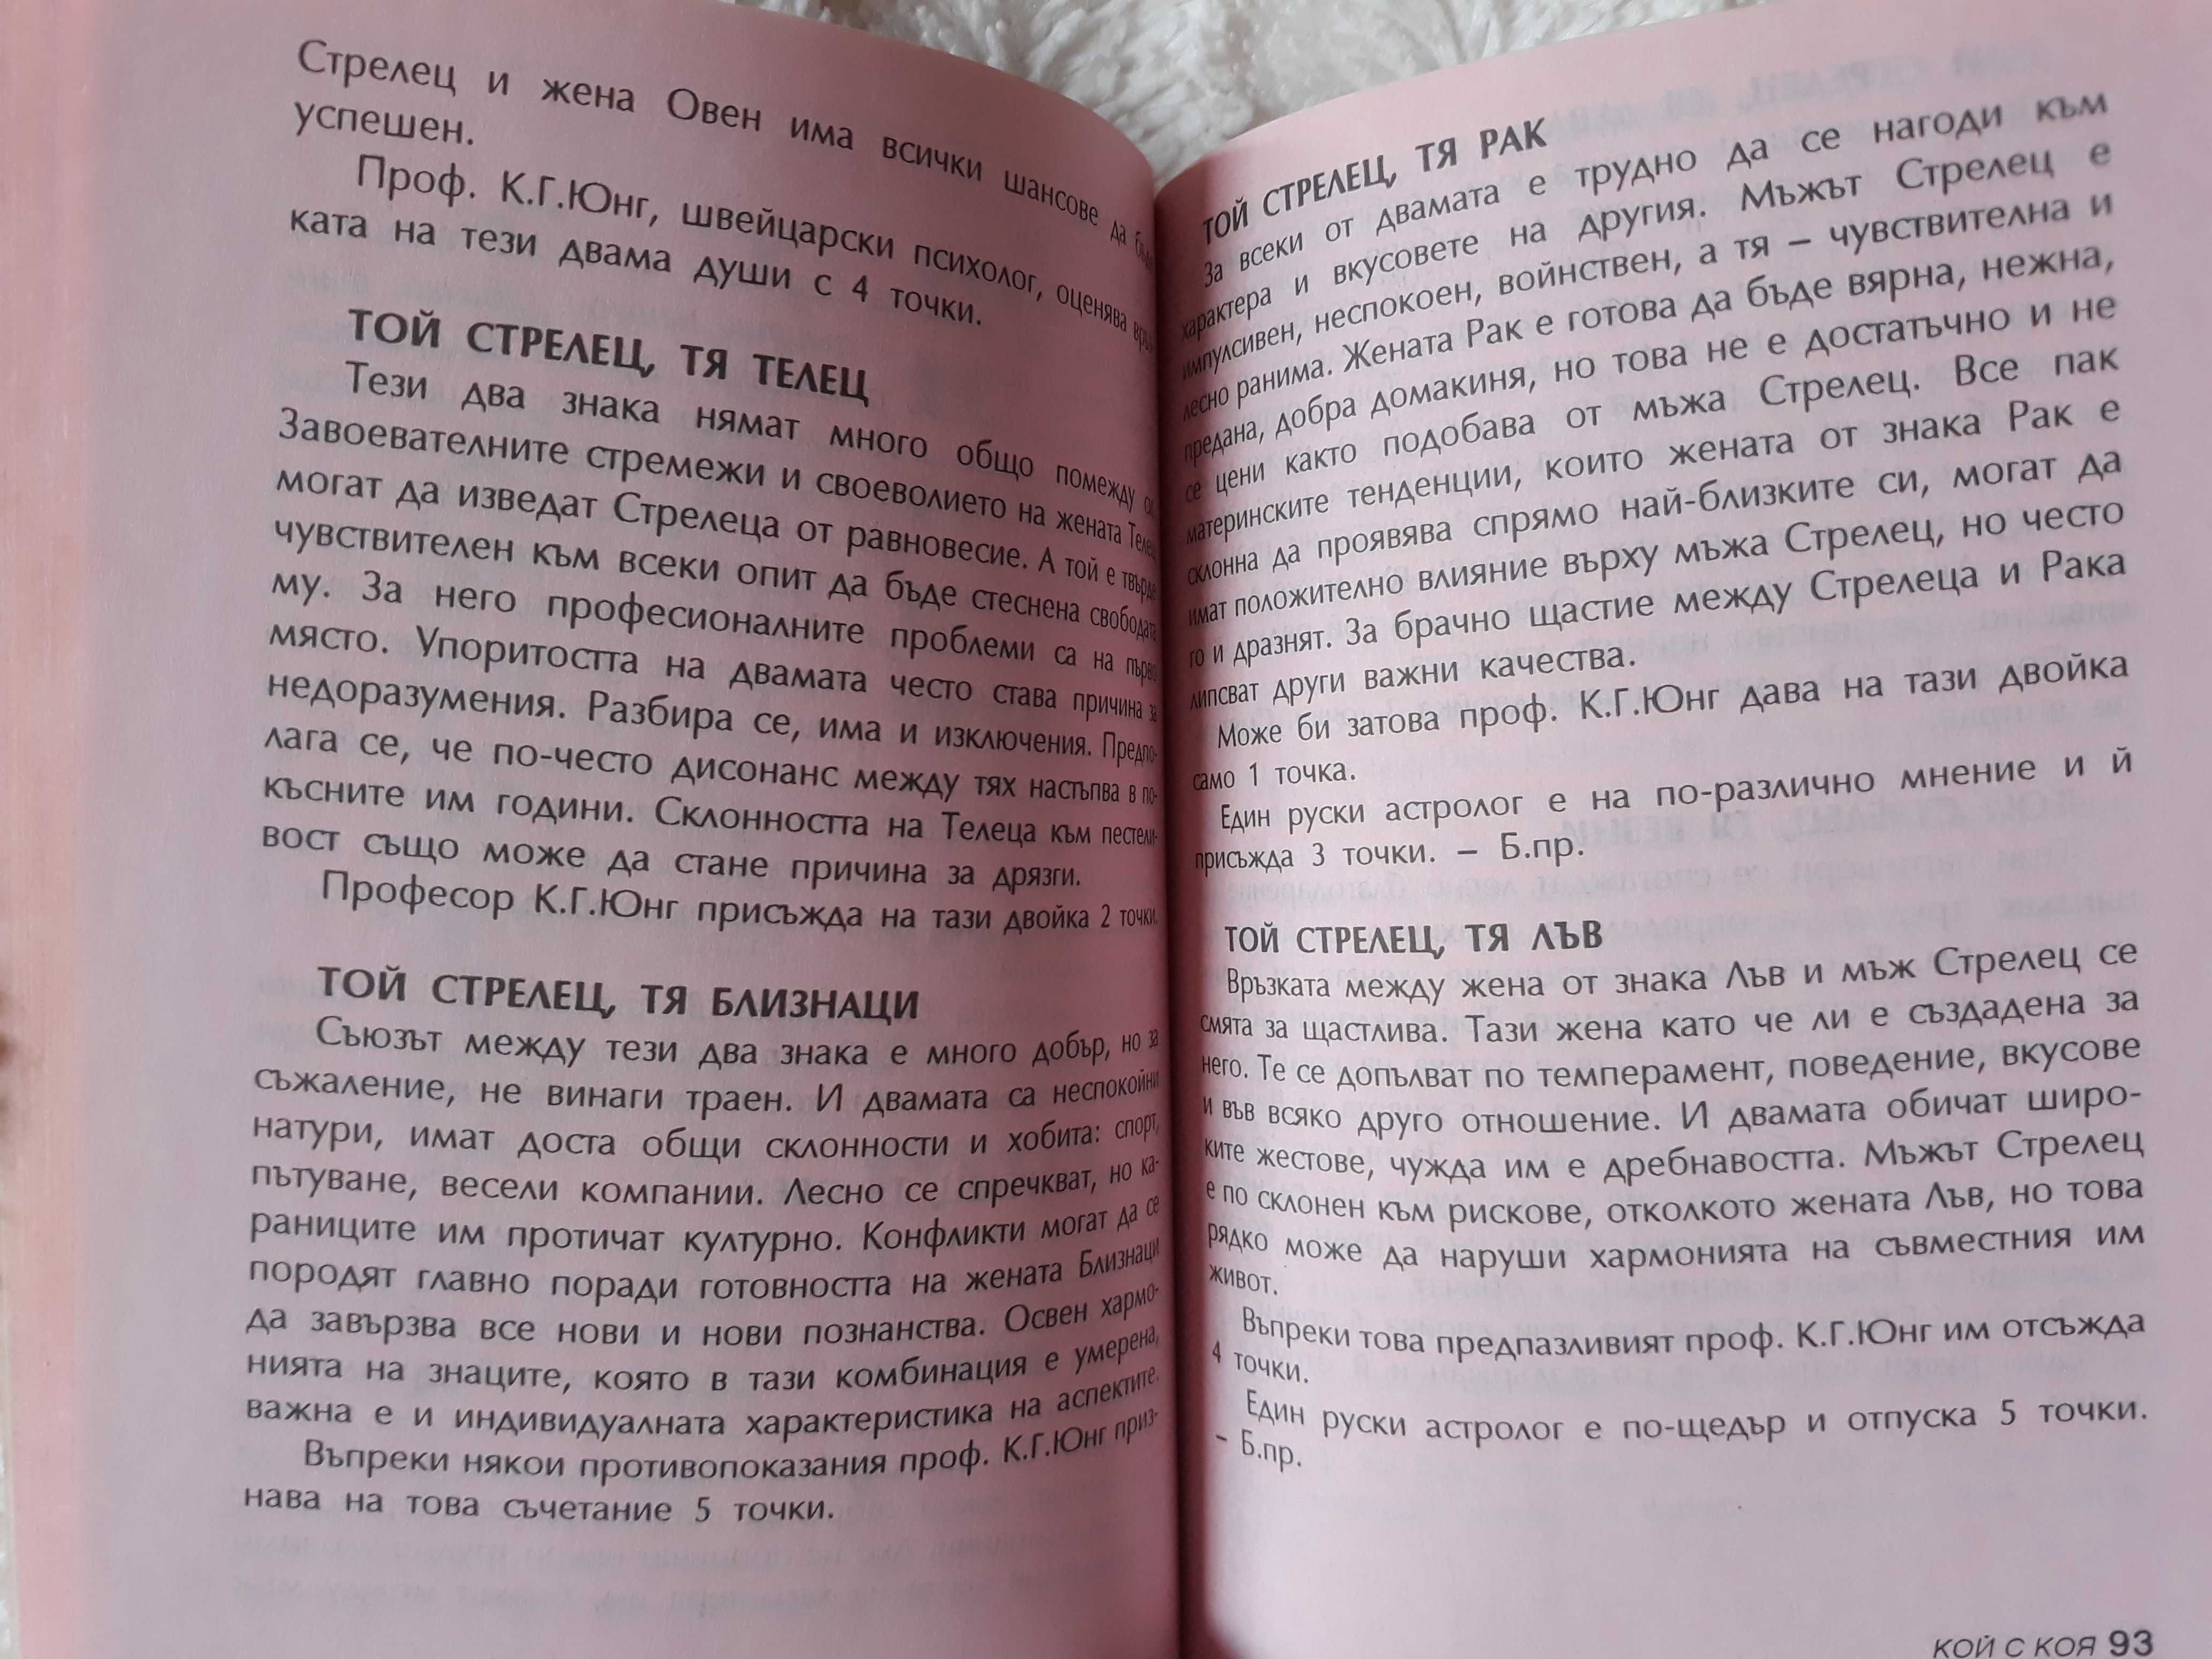 Стрелец и жена Овен има всички шансове да бъде
успешен.
Проф. К.Г.Юнг, швейцарски психолог, оценява връз-
ката на тези двама души с 4 точки.
ТОЙ СТРЕЛЕЦ, ТЯ ТЕЛЕЦ
Тези два знака нямат много общо помежду си.
Завоевателните стремежи и своеволието на жената Телец
могат да изведат Стрелеца от равновесие. А той е твърде
чувствителен към всеки опит да бъде стеснена свободата
му. За него професионалните проблеми са на първо
място. Упоритостта на двамата често става причина за
недоразумения. Разбира се, има и изключения. Предпо-
лага се, че по-често дисонанс между тях настъпва в по-
късните им години. Склонността на Телеца към пестели-
вост също може да стане причина за дрязги.
Професор К.Г.Юнг присъжда на тази двойка 2 точки.
ТОЙ СТРЕЛЕЦ, ТЯ БЛИЗНАЦИ
Съюзът между тези два знака е много добър, но за
съжаление, не винаги траен. И двамата са неспокойни
натури, имат доста общи склонности и хобита: спорт,
пътуване, весели компании. Лесно се спречкват, но ка-
раниците им протичат културно. Конфликти могат да се
породят главно поради готовността на жената Близнаци
да завързва все нови и нови познанства. Освен хармо-
нията на знаците, която в тази комбинация е умерена,
важна е и индивидуалната характеристика на аспектите.
Въпреки някои противопоказания проф. К.Г.Юнг приз-
нава на това съчетание 5 точки.
ТОЙ СТРЕЛЕЦ, ТЯ РАК
За всеки от двамата е трудно да се нагоди към
характера и вкусовете на другия. Мъжът Стрелец е
импулсивен, неспокоен, войнствен, а тя – чувствителна и
лесно ранима. Жената Рак е готова да бъде вярна, нежна,
предана, добра домакиня, но това не е достатъчно и не
се цени както подобава от мъжа Стрелец. Все пак
материнските тенденции, които жената от знака Рак е
склонна да проявява спрямо най-близките си, могат да
имат положително влияние върху мъжа Стрелец, но често
го и дразнят. За брачно щастие между Стрелеца и Рака
липсват други важни качества.
Може би затова проф. К.Г.Юнг дава на тази двойка
само 1 точка.
Един руски астролог е на по-различно мнение и й
присъжда 3 точки. – Б.пр.
ТОЙ СТРЕЛЕЦ, ТЯ ЛЪВ
Връзката между жена от знака Лъв и мъж Стрелец се
смята за щастлива. Тази жена като че ли е създадена за
него. Те се допълват по темперамент, поведение, вкусове
и във всяко друго отношение. И двамата обичат широ-
ките жестове, чужда им е дребнавостта. Мъжът Стрелец
е по склонен към рискове, отколкото жената Лъв, но това
рядко може да наруши хармонията на съвместния им
живот.
Въпреки това предпазливият проф. К.Г.Юнг им отсъжда
4 точки.
Един руски астролог е по-щедър и отпуска 5 точки.
– Б.пр.
КОЙ С КОЯ 93